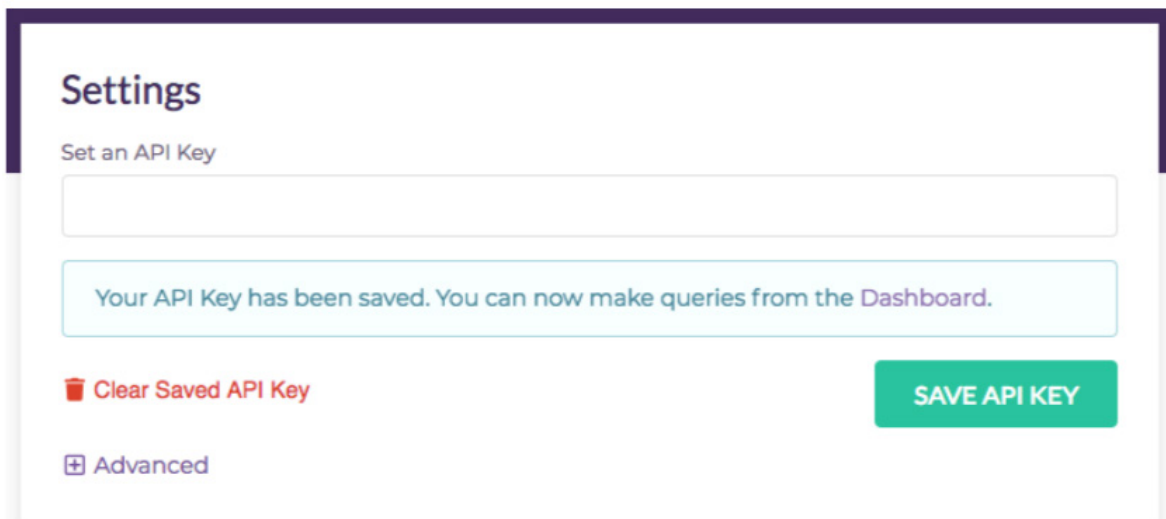 Settings
Set an API Key
Your API Key has been saved. You can now make queries from the Dashboard.
Clear Saved API Key
SAVE API KEY
Advanced